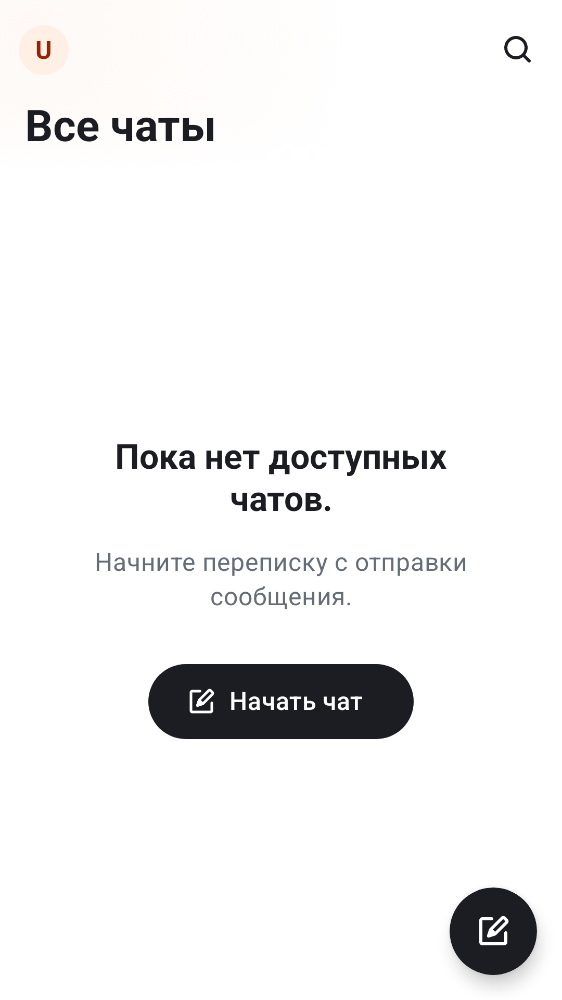 U
Все чаты
Пока нет доступных
чатов.
Начните переписку с отправки
сообщения.
Начать чат